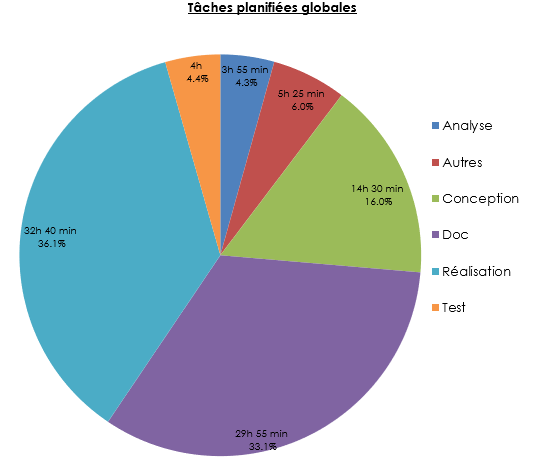 Tâches planifiées globales
4h
4.4%
3h 55 min
4.3%
5h 25 min
6.0%
14h 30 min
16.0%
32h 40 min
36.1%
29h 55 min
33.1%
Analyse
Autres
Conception
Doc
Réalisation
Test